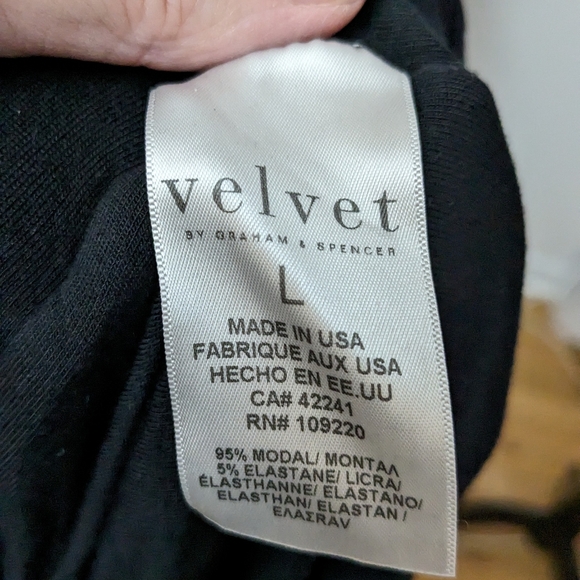 velvet
BY GRAHAM & SPENCER
L
MADE IN USA
FABRIQUE AUX USA
HECHO EN EE.UU
CA# 42241
RN# 109220
95% MODAL/ MONTAΛ
5% ELASTANE/ LICRA/
ÉLASTHANNE/ ELASTANO/
ELASTHAN/ ELASTAN /
ΕΛΑΣΤΑV